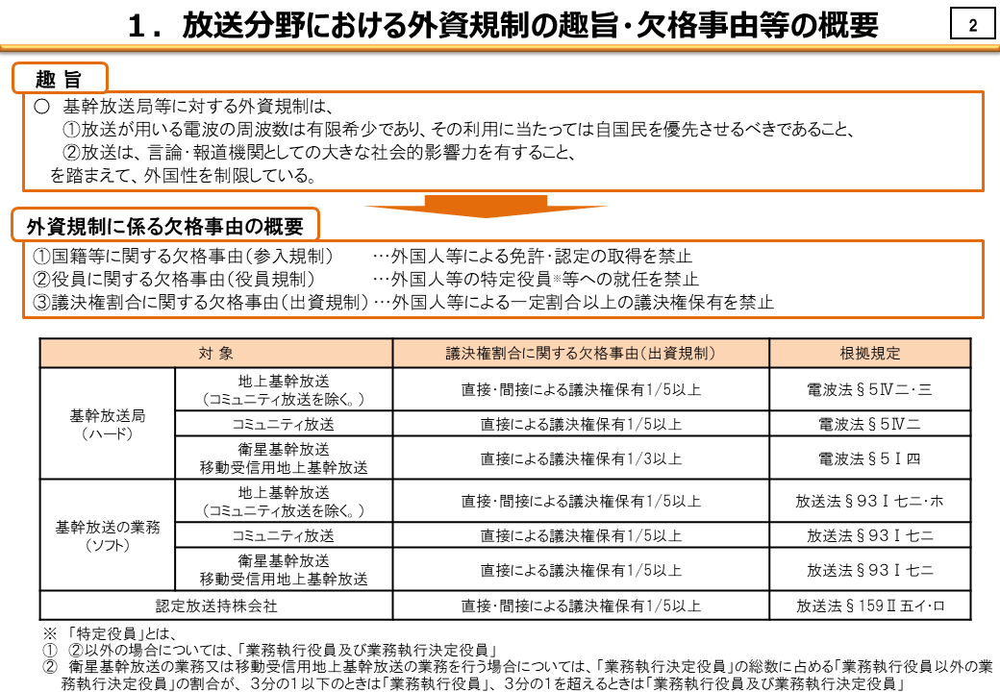 １．放送分野における外資規制の趣旨・欠格事由等の概要
2
趣 旨
○　基幹放送局等に対する外資規制は、
①放送が用いる電波の周波数は有限希少であり、その利用に当たっては自国民を優先させるべきであること、
②放送は、言論・報道機関としての大きな社会的影響力を有すること、
を踏まえて、外国性を制限している。
外資規制に係る欠格事由の概要
①国籍等に関する欠格事由（参入規制）　　…外国人等による免許・認定の取得を禁止
②役員に関する欠格事由（役員規制）　　　…外国人等の特定役員※等への就任を禁止
③議決権割合に関する欠格事由（出資規制）…外国人等による一定割合以上の議決権保有を禁止
対 象　議決権割合に関する欠格事由（出資規制）　根拠規定
基幹放送局
（ハード）
地上基幹放送
（コミュニティ放送を除く。）
直接・間接による議決権保有1/5以上
電波法§５Ⅳ二・三
コミュニティ放送
直接による議決権保有1/5以上
電波法§５Ⅳ二
衛星基幹放送
移動受信用地上基幹放送
直接による議決権保有1/3以上
電波法§５Ⅰ四
基幹放送の業務
（ソフト）
地上基幹放送
（コミュニティ放送を除く。）
直接・間接による議決権保有1/5以上
放送法§９３Ⅰ七ニ・ホ
コミュニティ放送
直接による議決権保有1/5以上
放送法§９３Ⅰ七ニ
衛星基幹放送
移動受信用地上基幹放送
直接による議決権保有1/5以上
放送法§９３Ⅰ七ニ
認定放送持株会社
直接・間接による議決権保有1/5以上
放送法§159Ⅱ五イ・ロ
※　「特定役員」とは、
①　②以外の場合については、「業務執行役員及び業務執行決定役員」
②　衛星基幹放送の業務又は移動受信用地上基幹放送の業務を行う場合については、「業務執行決定役員」の総数に占める「業務執行役員以外の業
務執行決定役員」の割合が、３分の１以下のときは「業務執行役員」、３分の１を超えるときは「業務執行役員及び業務執行決定役員」